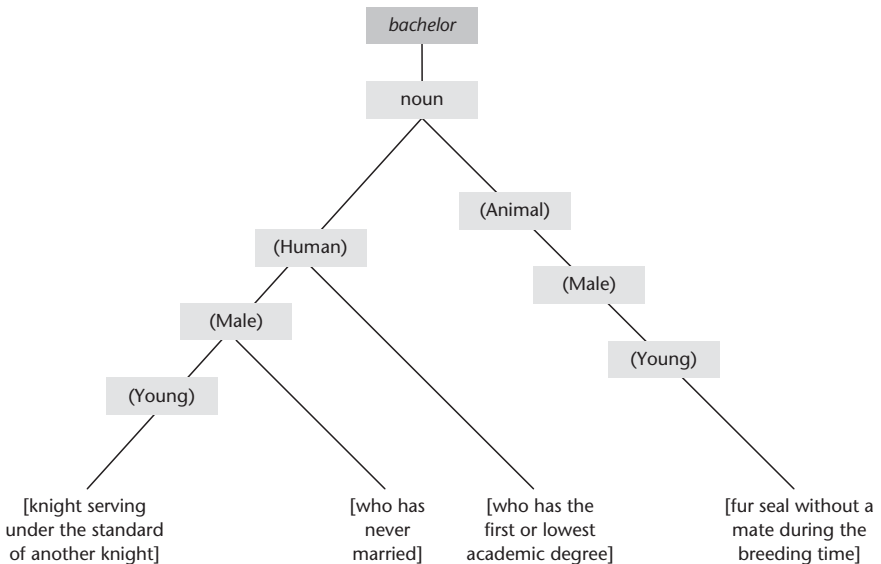 bachelor
noun
(Animal)
(Human)
(Male)
(Male)
(Young)
(Young)
[knight serving
under the standard
of another knight]
[who has
never
married]
[who has the
first or lowest
academic degree]
[fur seal without a
mate during the
breeding time]